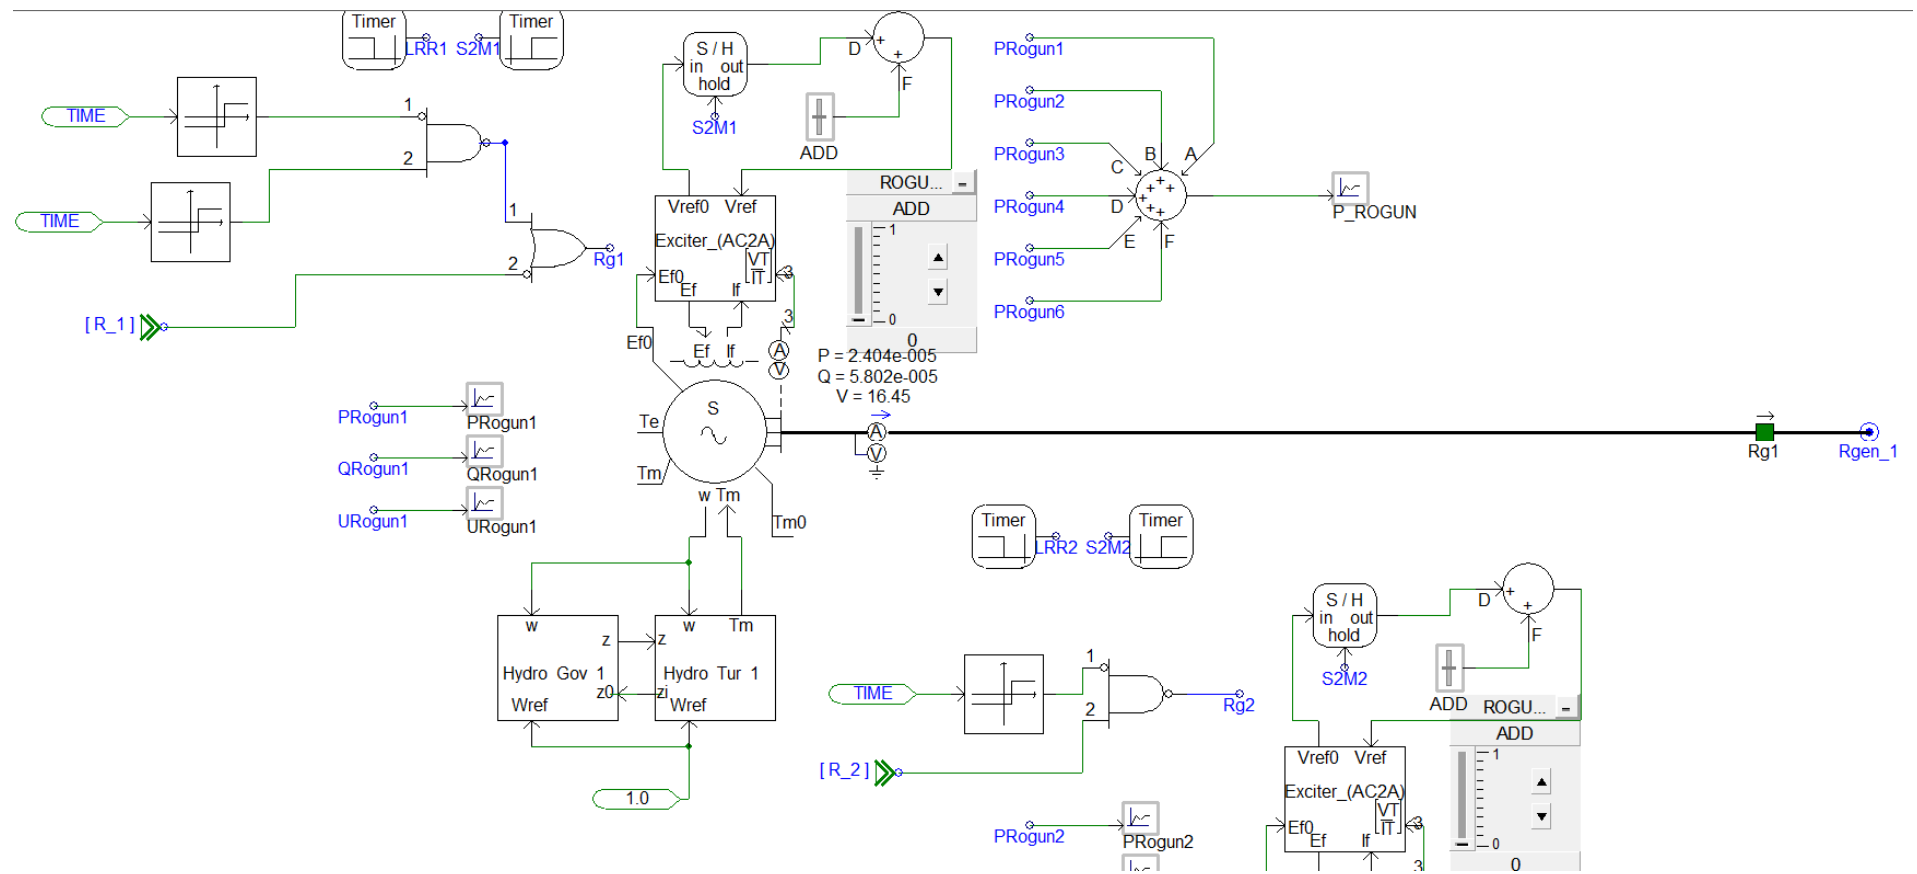 Timer
LRR1
S2M1
Timer
TIME
1
2
TIME
1
2
Rg1
[ R_1 ]
S / H
in out
hold
S2M1
D
+
+
F
ADD
Vref0 Vref
Exciter_(AC2A)
VT
IT
3
Ef0
Ef If
3
Ef0
Ef If
A
V
ROGU... -
ADD
1
0
0
P = 2.404e-005
Q = 5.802e-005
V = 16.45
PRogun1
PRogun2
PRogun3
PRogun4
PRogun5
PRogun6
A
B
C
D
E
F
+
+
+
+
+
+
P_ROGUN
PRogun1
PRogun1
QRogun1
QRogun1
URogun1
URogun1
S
Te
Tm
w Tm
Tm0
A
V
Rg1
Rgen_1
w
z
Hydro Gov 1
z0
Wref
w Tm
z
Hydro Tur 1
zi
Wref
1.0
Timer
LRR2
S2M2
Timer
TIME
1
2
Rg2
[ R_2 ]
PRogun2
PRogun2
S / H
in out
hold
S2M2
D
+
+
F
ADD
ROGU... -
ADD
1
0
0
Vref0 Vref
Exciter_(AC2A)
VT
IT
3
Ef0
Ef If
3